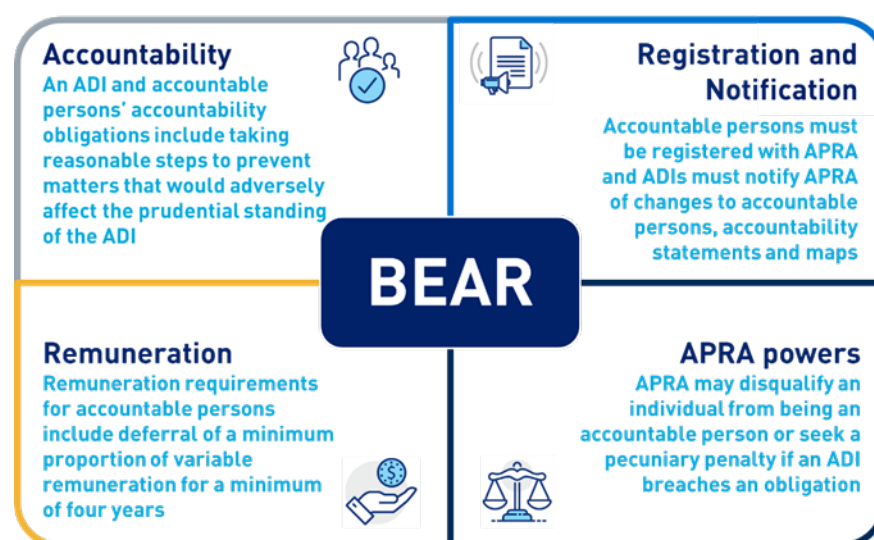 Accountability
An ADI and accountable
persons’ accountability
obligations include taking
reasonable steps to prevent
matters that would adversely
affect the prudential standing
of the ADI
Registration and
Notification
Accountable persons must
be registered with APRA
and ADIs must notify APRA
of changes to accountable
persons, accountability
statements and maps
BEAR
Remuneration
Remuneration requirements
for accountable persons
include deferral of a minimum
proportion of variable
remuneration for a minimum
of four years
$
APRA powers
APRA may disqualify an
individual from being an
accountable person or seek a
pecuniary penalty if an ADI
breaches an obligation